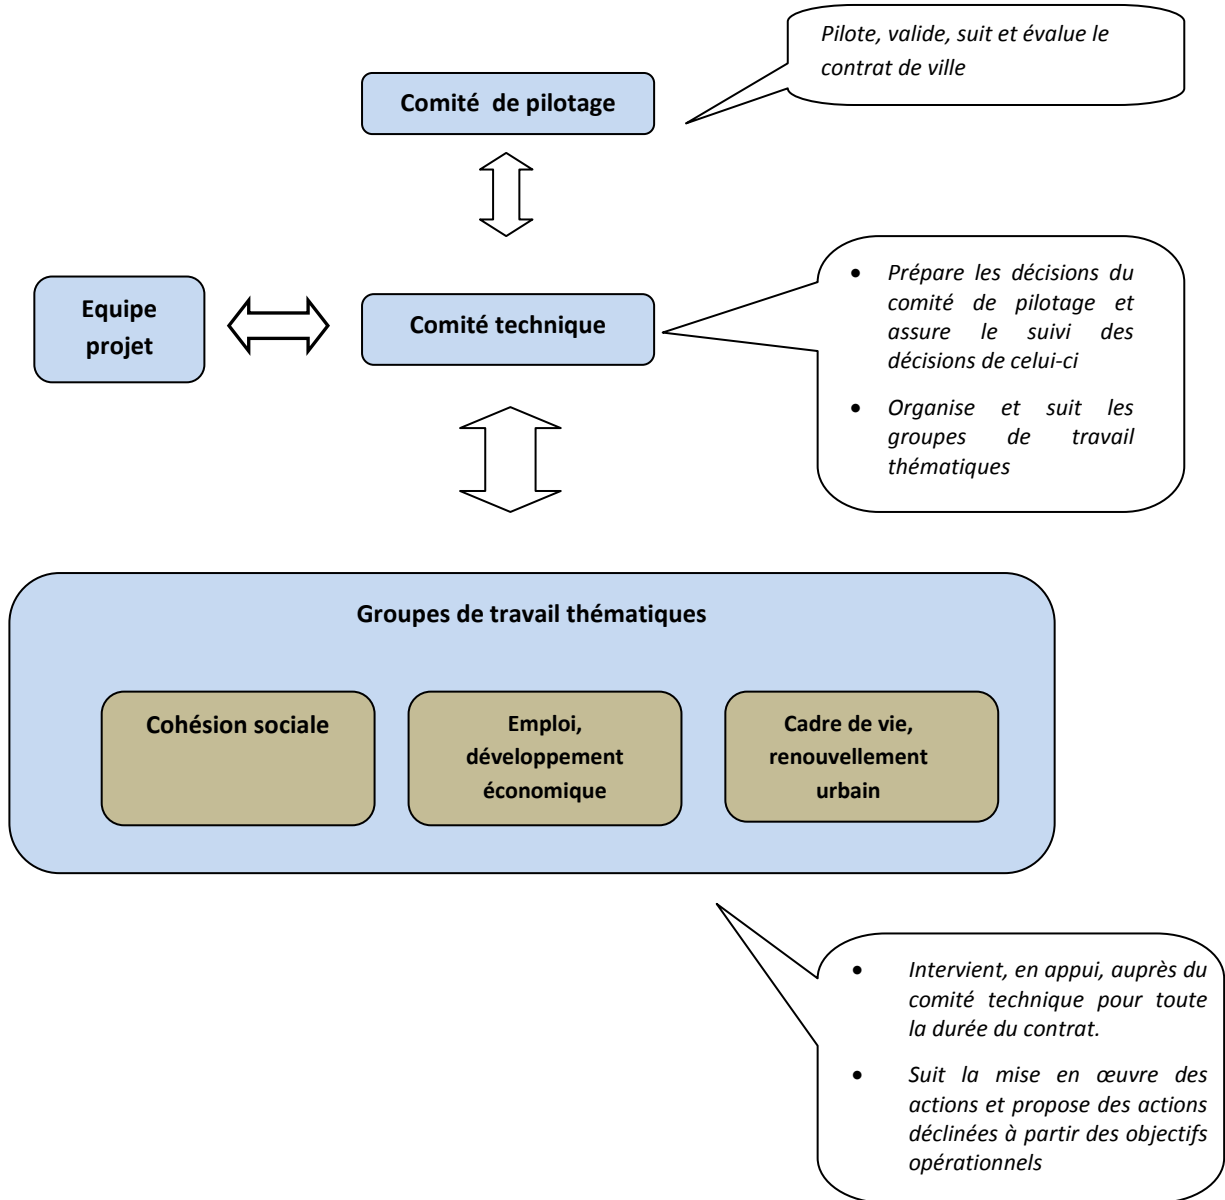 Pilote, valide, suit et évalue le
contrat de ville
Comité de pilotage
Equipe
projet
Comité technique
• Prépare les décisions du
comité de pilotage et
assure le suivi des
décisions de celui-ci
• Organise et suit les
groupes de travail
thématiques
Groupes de travail thématiques
Cohésion sociale
Emploi,
développement
économique
Cadre de vie,
renouvellement
urbain
• Intervient, en appui, auprès du
comité technique pour toute
la durée du contrat.
• Suit la mise en œuvre des
actions et propose des actions
déclinées à partir des objectifs
opérationnels